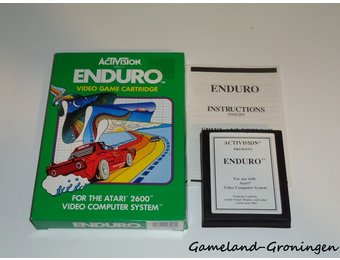 ACTIVISION
ENDURO™
VIDEO GAME CARTRIDGE
FOR THE ATARI® 2600™
VIDEO COMPUTER SYSTEM™
ENDURO
INSTRUCTIONS
ENGLISH
ACTIVISION®
PRESENTS
ENDURO™
For use with
Atari®
Video Computer System
Gameland-Groningen